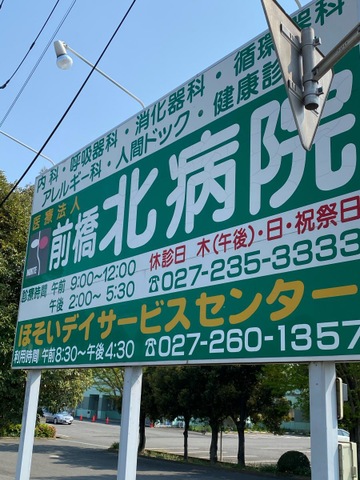 内科・呼吸器科・消化器科・循環器科
アレルギー科・人間ドック・健康診
医療法人
前橋北病院
診療時間 午前 9:00〜12:00
午後 2:00〜5:30
休診日 木(午後)・日・祝祭日
☎027-235-3333
ほそいデイサービスセンター
利用時間 午前8:30〜午後4:30
☎027-260-1357